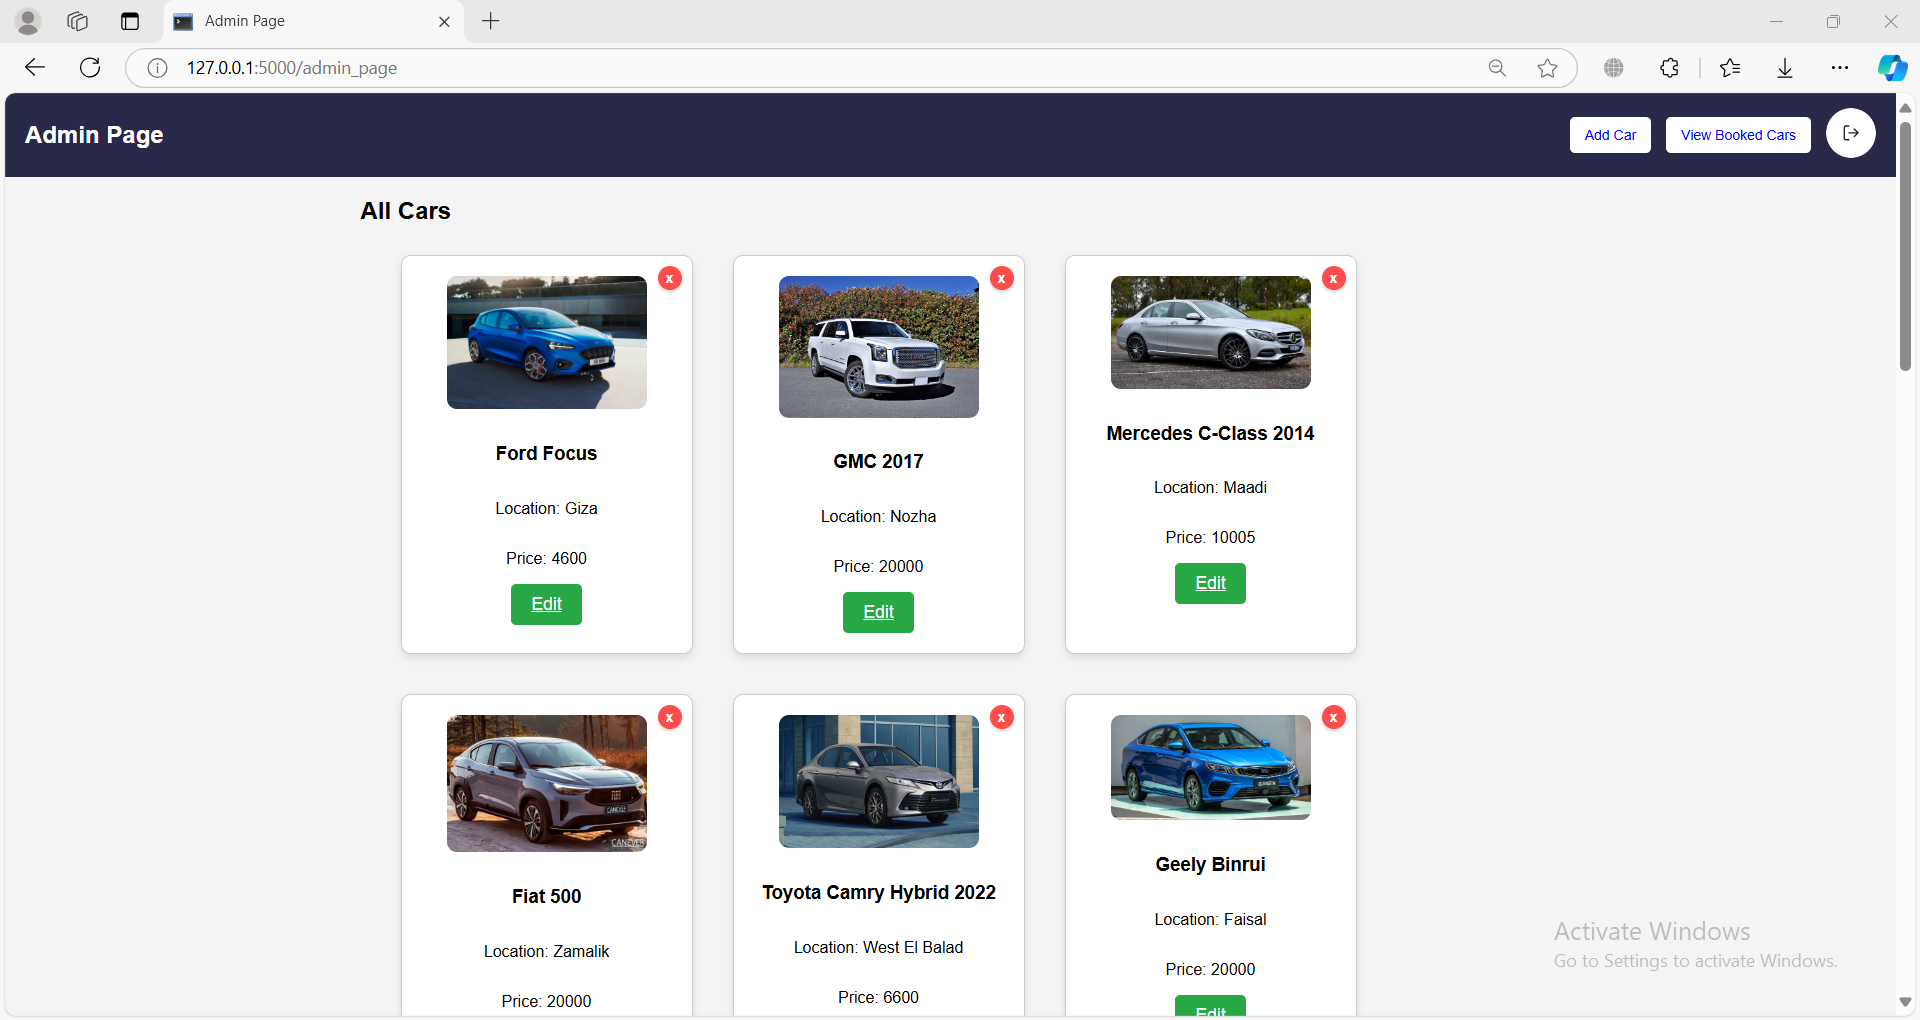 Admin Page
127.0.0.1:5000/admin_page
Admin Page
Add Car
View Booked Cars
All Cars
x
x
x
Ford Focus
Location: Giza
Price: 4600
Edit
GMC 2017
Location: Nozha
Price: 20000
Edit
Mercedes C-Class 2014
Location: Maadi
Price: 10005
Edit
x
x
x
CANEVER
Fiat 500
Location: Zamalik
Price: 20000
Toyota Camry Hybrid 2022
Location: West El Balad
Price: 6600
Geely Binrui
Location: Faisal
Price: 20000
Edit
Activate Windows
Go to Settings to activate Windows.